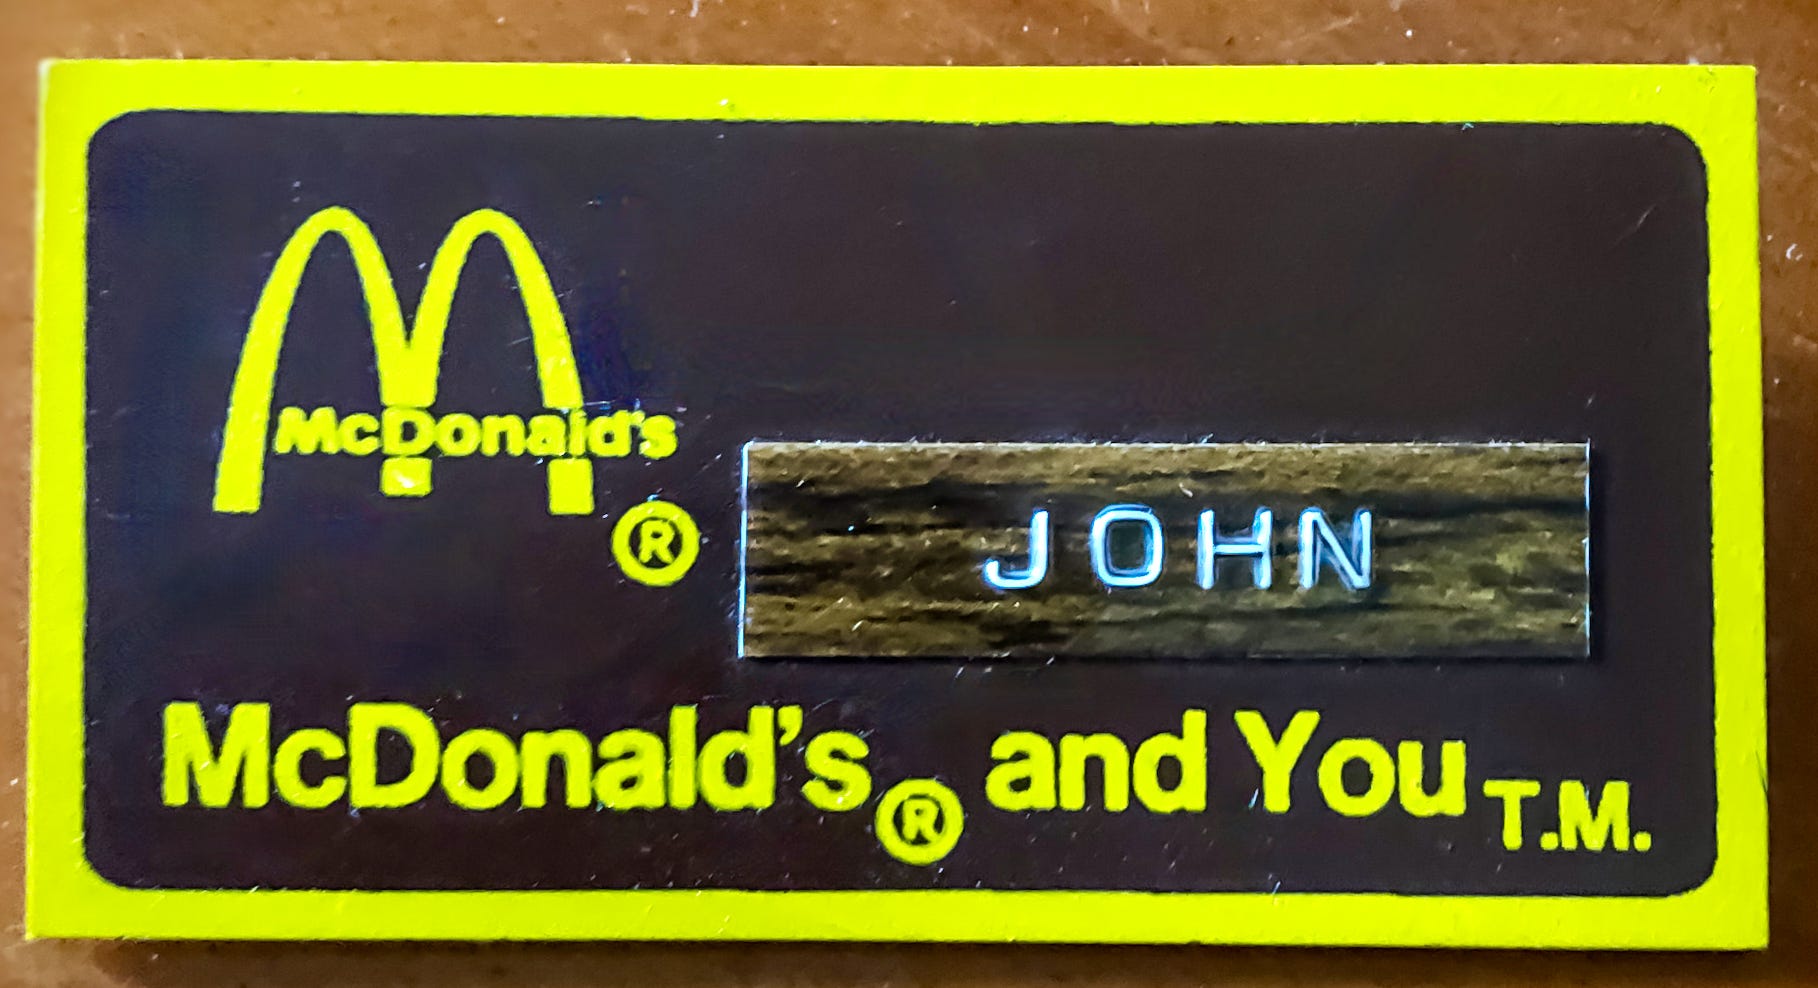 McDonald's
®
JOHN
McDonald's® and You T.M.